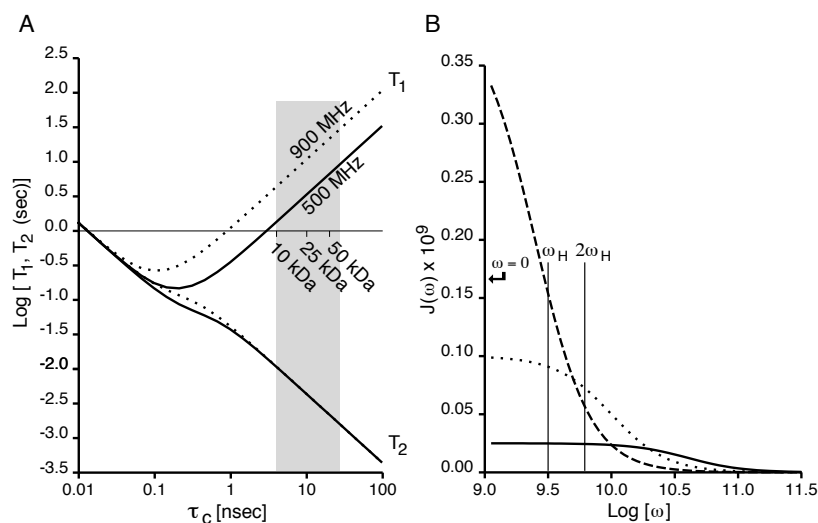 A
Log [ T1, T2 (sec)]
2.5
2.0
1.5
1.0
0.5
0.0
-0.5
-1.0
-1.5
-2.0
-2.5
-3.0
-3.5
T1
900 MHz
500 MHz
10 kDa
25 kDa
50 kDa
T2
0.01
0.1
1
10
100
τc [nsec]
B
J(ω) x 10⁹
0.35
0.30
0.25
0.20
0.15
0.10
0.05
0.00
ω = 0
ωH
2ωH
9.0
9.5
10.0
10.5
11.0
11.5
Log [ω]